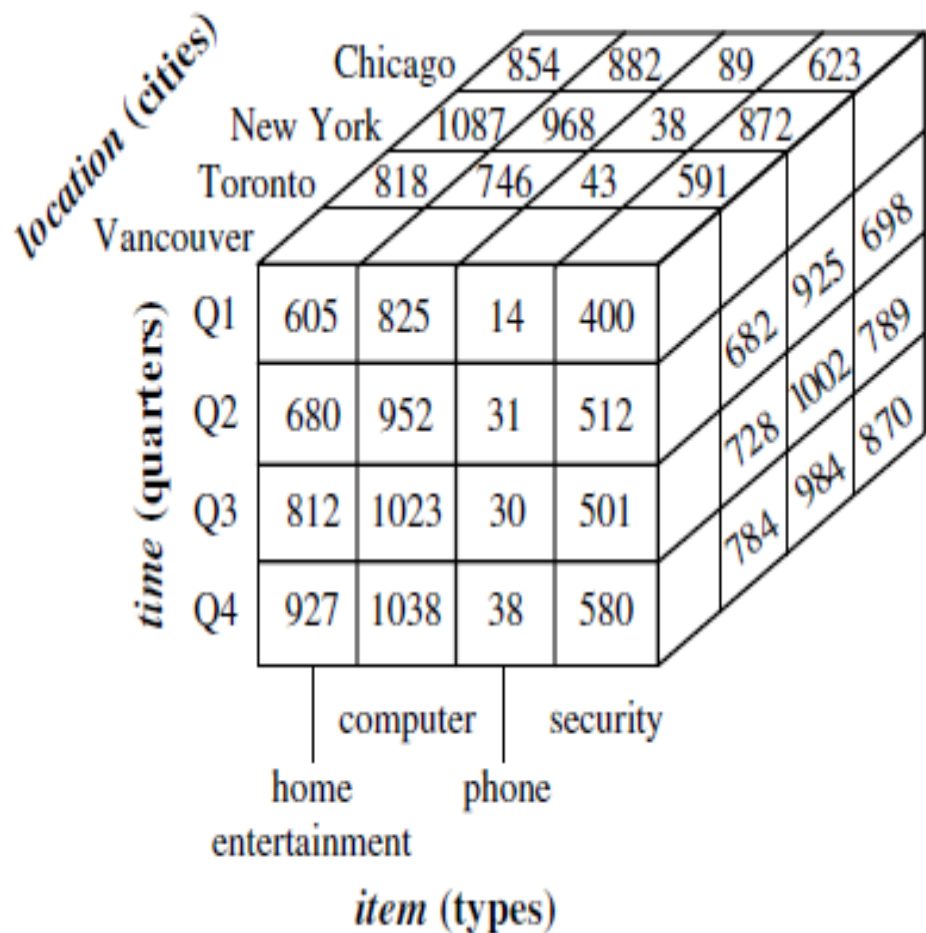 location (cities)
Chicago 854 882 89 623
New York 1087 968 38 872
Toronto 818 746 43 591
Vancouver
time (quarters)
Q1 605 825 14 400
Q2 680 952 31 512
Q3 812 1023 30 501
Q4 927 1038 38 580
682 925 698
728 1002 789
784 984 870
computer security
home phone
entertainment
item (types)